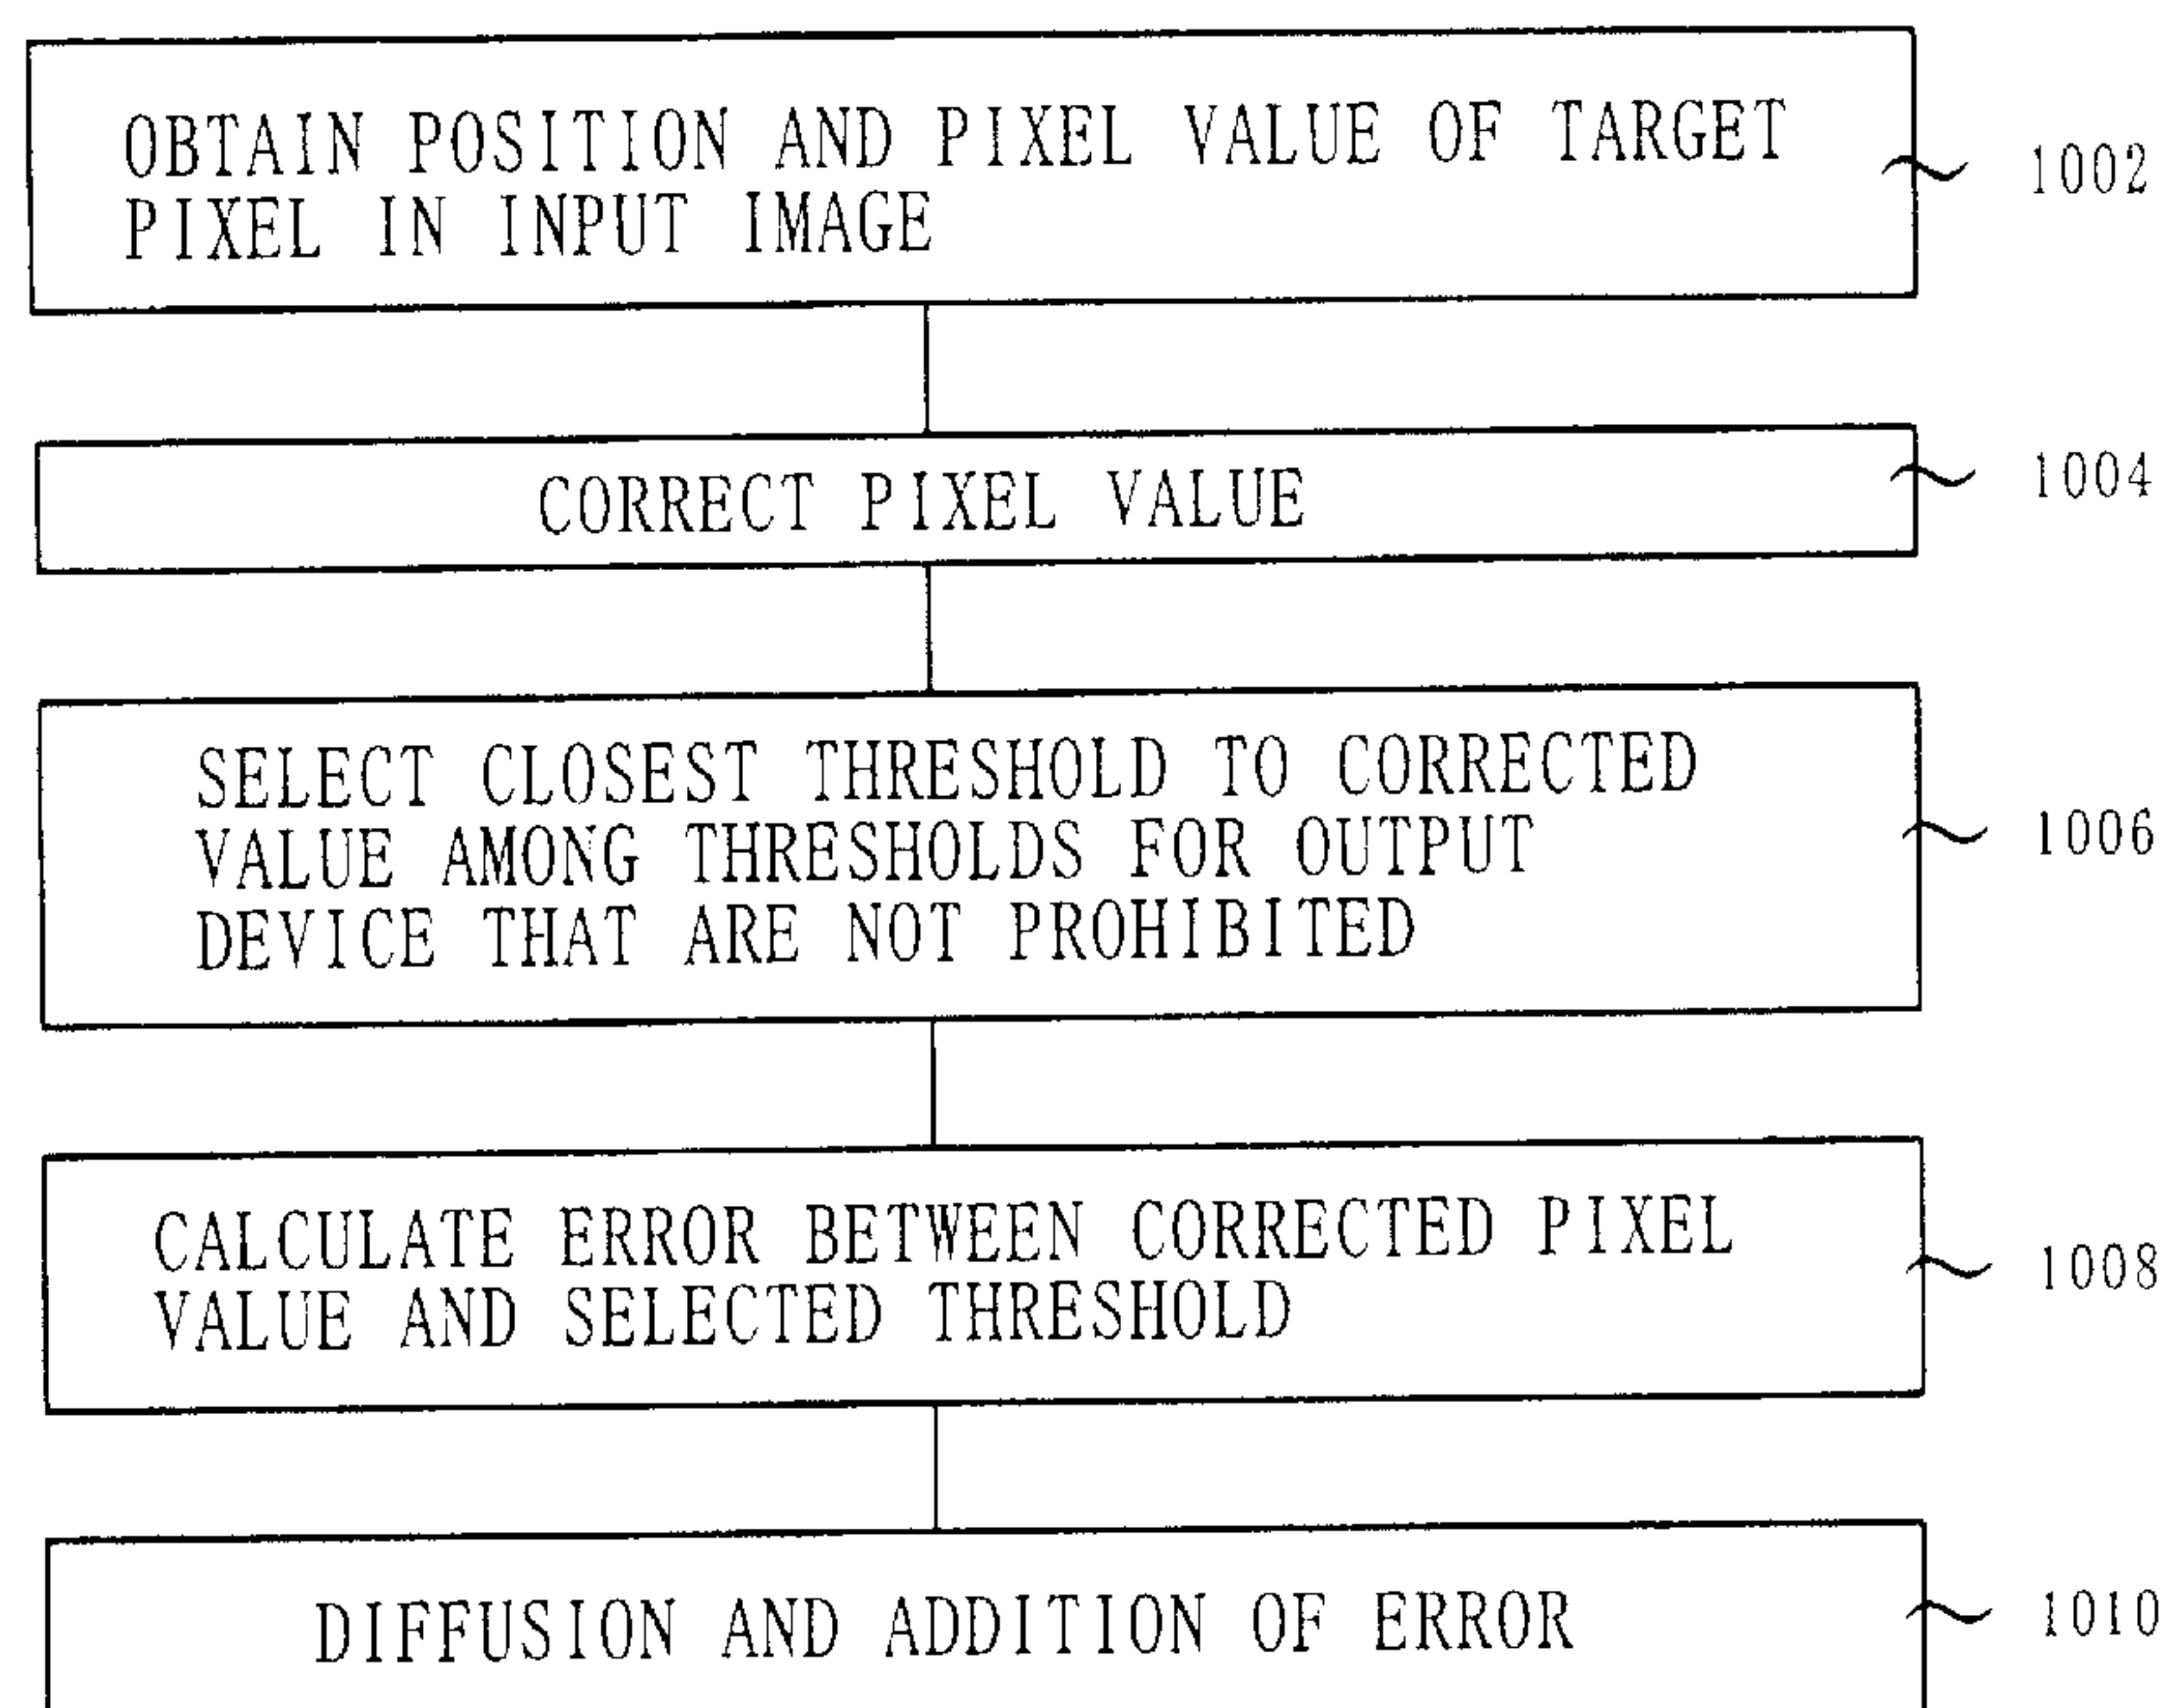 OBTAIN POSITION AND PIXEL VALUE OF TARGET
PIXEL IN INPUT IMAGE
1002
CORRECT PIXEL VALUE
1004
SELECT CLOSEST THRESHOLD TO CORRECTED
VALUE AMONG THRESHOLDS FOR OUTPUT
DEVICE THAT ARE NOT PROHIBITED
1006
CALCULATE ERROR BETWEEN CORRECTED PIXEL
VALUE AND SELECTED THRESHOLD
1008
DIFFUSION AND ADDITION OF ERROR
1010